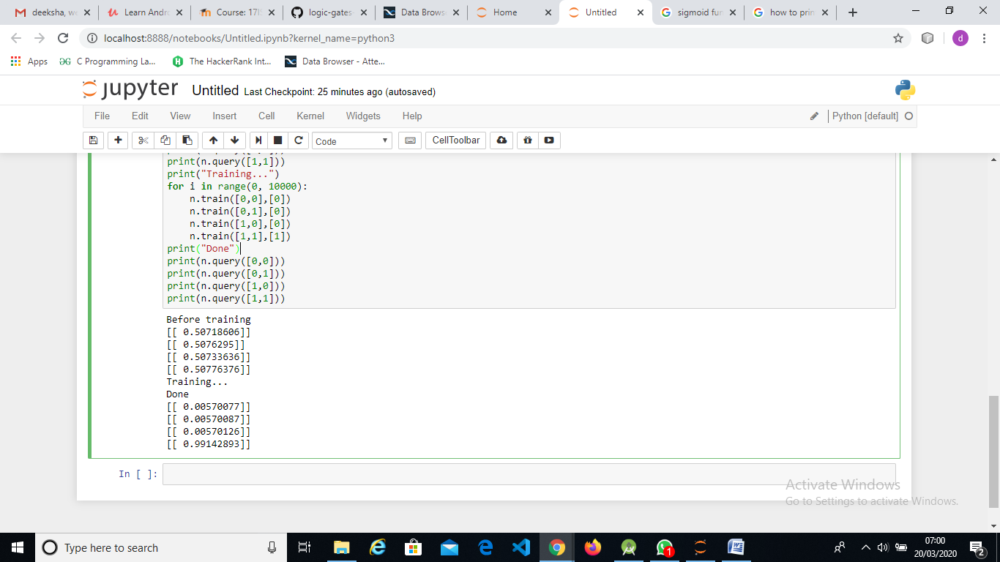 deeksha, we
Learn Andro
Course: 17IS
logic-gates-
Data Brows
Home
Untitled
sigmoid fun
how to prin
localhost:8888/notebooks/Untitled.ipynb?kernel_name=python3
d
Apps
C Programming La...
The HackerRank Int...
Data Browser - Atte...
jupyter Untitled Last Checkpoint: 25 minutes ago (autosaved)
File Edit View Insert Cell Kernel Widgets Help
Python [default]
Code
CellToolbar
print(n.query([1,1]))
print("Training...")
for i in range(0, 10000):
    n.train([0,0],[0])
    n.train([0,1],[0])
    n.train([1,0],[0])
    n.train([1,1],[1])
print("Done")
print(n.query([0,0]))
print(n.query([0,1]))
print(n.query([1,0]))
print(n.query([1,1]))
Before training
[[ 0.50718606]]
[[ 0.5076295]]
[[ 0.50733636]]
[[ 0.50776376]]
Training...
Done
[[ 0.00570077]]
[[ 0.00570087]]
[[ 0.00570126]]
[[ 0.99142893]]
In [ ]:
Activate Windows
Go to Settings to activate Windows.
Type here to search
1
07:00
20/03/2020
2